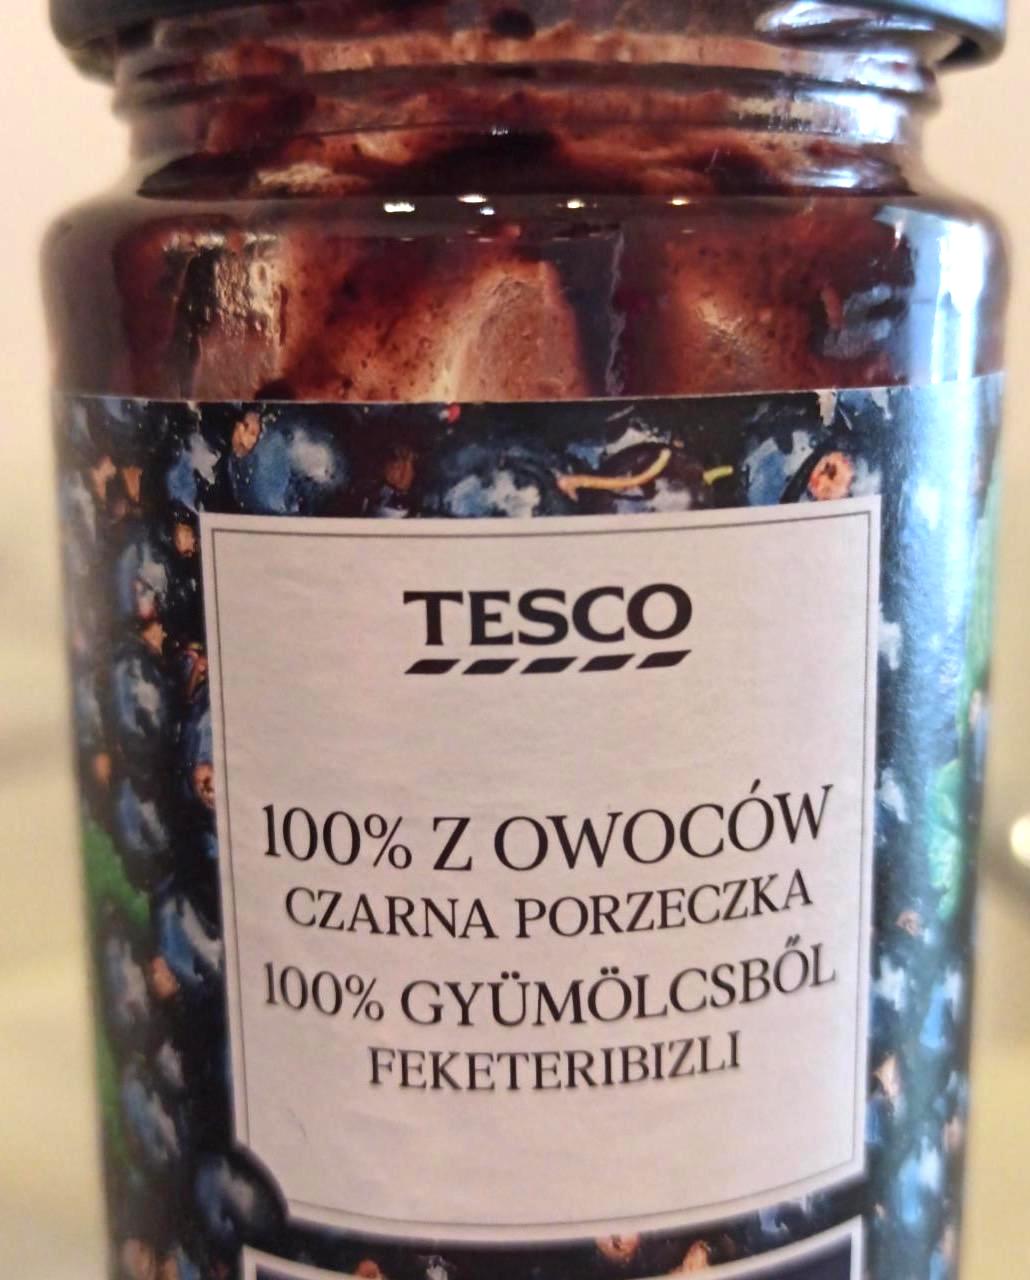 TESCO
100% Z OWOCÓW
CZARNA PORZECZKA
100% GYÜMÖLCSBŐL
FEKETERIBIZLI